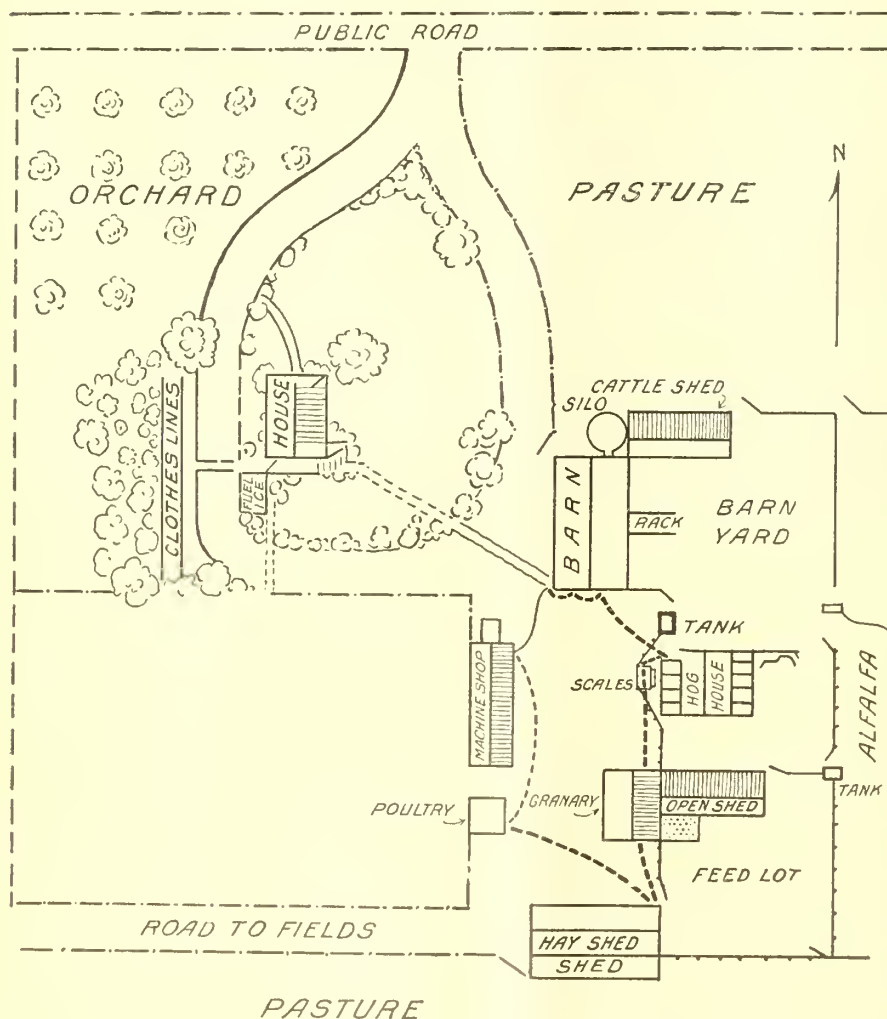 PUBLIC ROAD
N
ORCHARD
PASTURE
CATTLE SHED
SILO
HOUSE
CLOTHES LINES
FUEL
ICE
BARN
RACK
BARN
YARD
TANK
MACHINE SHOP
SCALES
HOG
HOUSE
ALFALFA
POULTRY
GRANARY
OPEN SHED
TANK
FEED LOT
ROAD TO FIELDS
HAY SHED
SHED
PASTURE